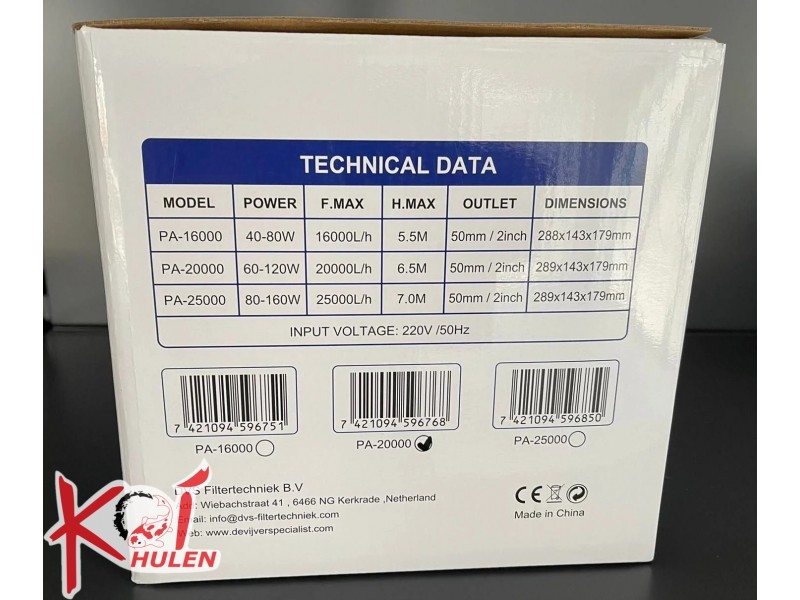 TECHNICAL DATA
MODEL POWER F.MAX H.MAX OUTLET DIMENSIONS
PA-16000 40-80W 16000L/h 5.5M 50mm / 2inch 288x143x179mm
PA-20000 60-120W 20000L/h 6.5M 50mm / 2inch 289x143x179mm
PA-25000 80-160W 25000L/h 7.0M 50mm / 2inch 289x143x179mm
INPUT VOLTAGE: 220V /50Hz
7 421094 596751 7 421094 596768 7 421094 596850
PA-16000 PA-20000 PA-25000
Filtertechniek B.V
Wiebachstraat 41 , 6466 NG Kerkrade ,Netherland
Email: info@dvs-filtertechniek.com
Web: www.devijverspecialist.com
CE
Made in China
KOI
HULEN